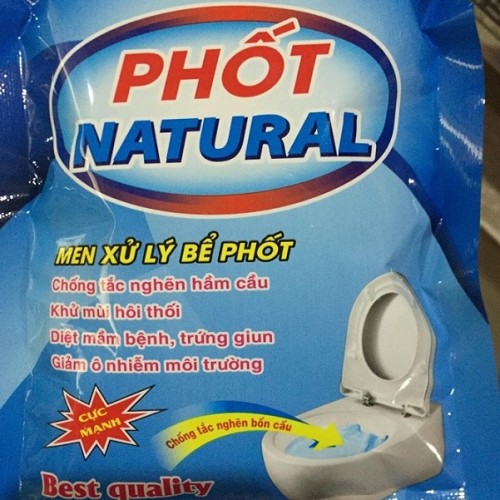 PHỐT
NATURAL
MEN XỬ LÝ BỂ PHỐT
Chống tắc nghẽn hầm cầu
Khử mùi hôi thối
Diệt mầm bệnh, trứng giun
Giảm ô nhiễm môi trường
CỰC
MẠNH
Chống tắc nghẽn bồn cầu
Best quality